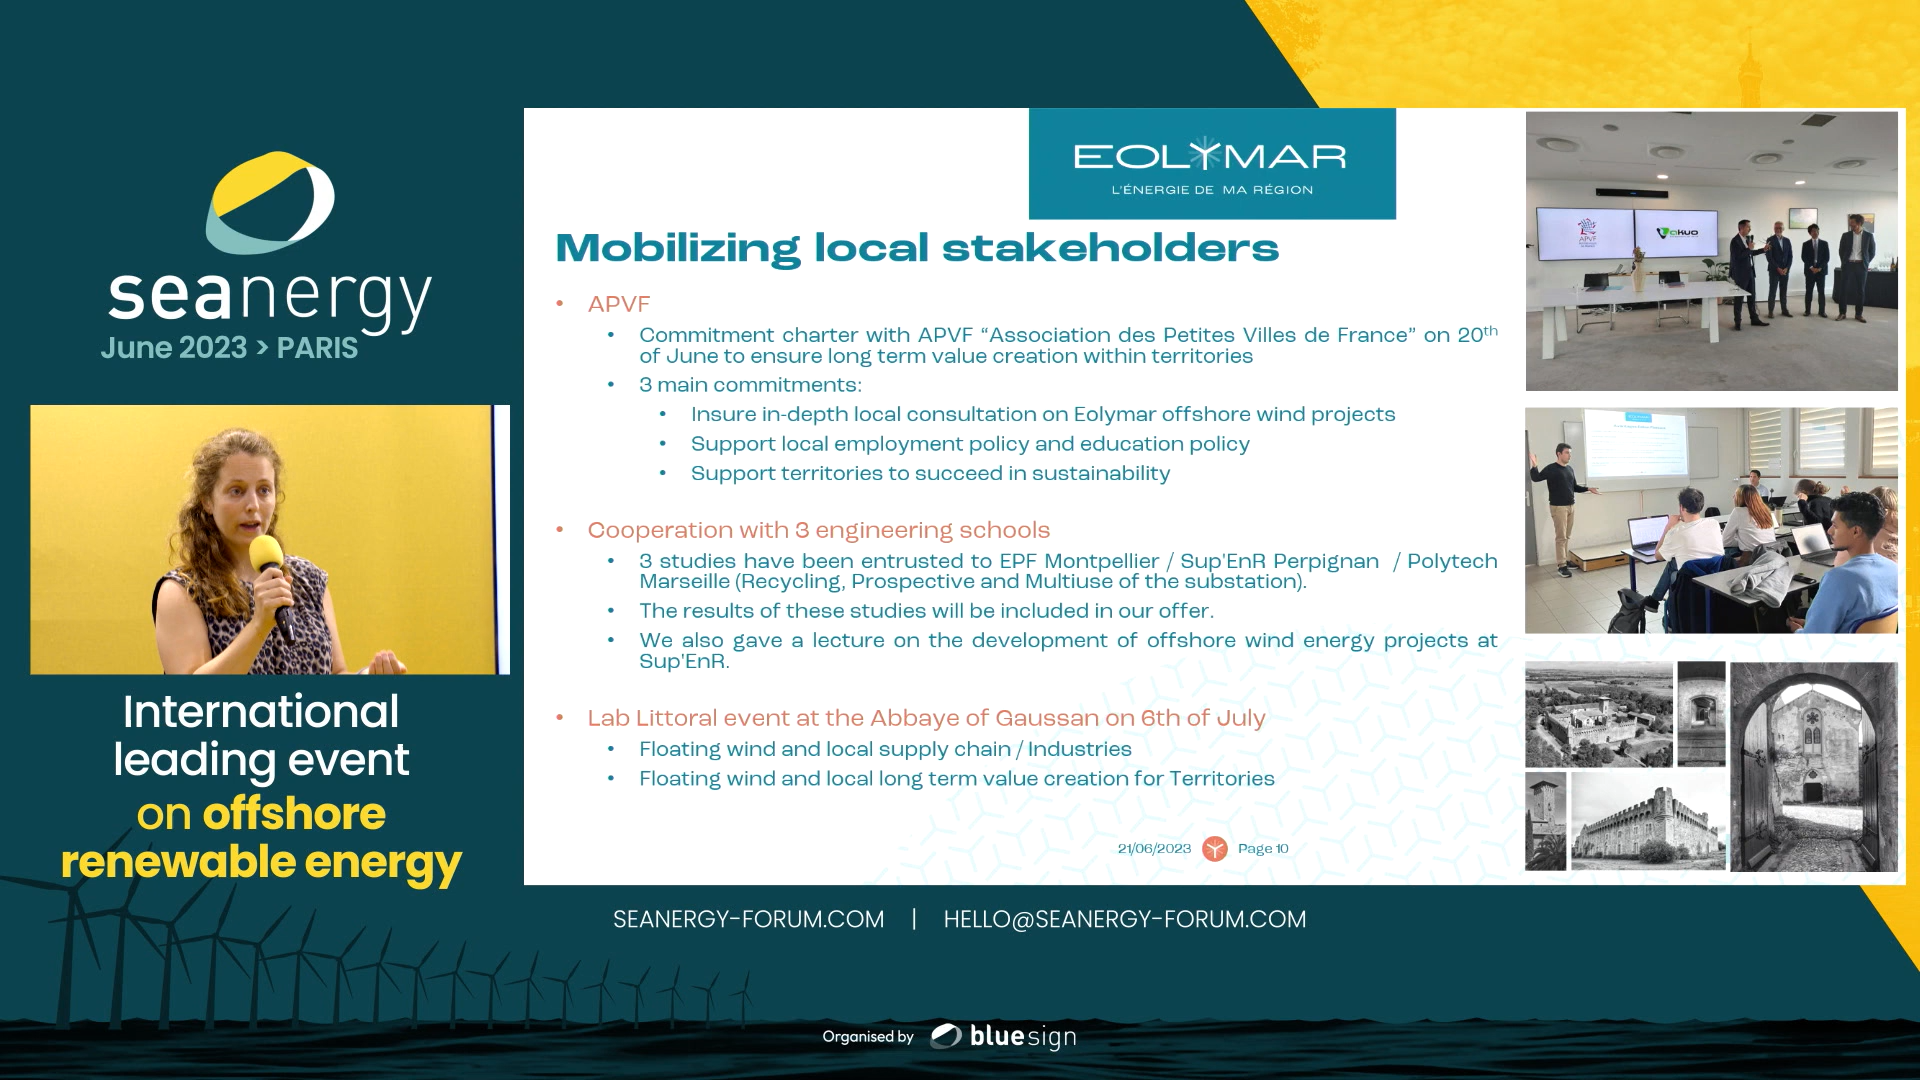 seanergy
June 2023 > PARIS
International
leading event
on offshore
renewable energy
EOLYMAR
L'ÉNERGIE DE MA RÉGION
Mobilizing local stakeholders
• APVF
• Commitment charter with APVF “Association des Petites Villes de France” on 20th
of June to ensure long term value creation within territories
• 3 main commitments:
• Insure in-depth local consultation on Eolymar offshore wind projects
• Support local employment policy and education policy
• Support territories to succeed in sustainability
• Cooperation with 3 engineering schools
• 3 studies have been entrusted to EPF Montpellier / Sup'EnR Perpignan / Polytech
Marseille (Recycling, Prospective and Multiuse of the substation).
• The results of these studies will be included in our offer.
• We also gave a lecture on the development of offshore wind energy projects at
Sup'EnR.
• Lab Littoral event at the Abbaye of Gaussan on 6th of July
• Floating wind and local supply chain / Industries
• Floating wind and local long term value creation for Territories
21/06/2023 Page 10
APVF
akuo
SEANERGY-FORUM.COM | HELLO@SEANERGY-FORUM.COM
Organised by bluesign